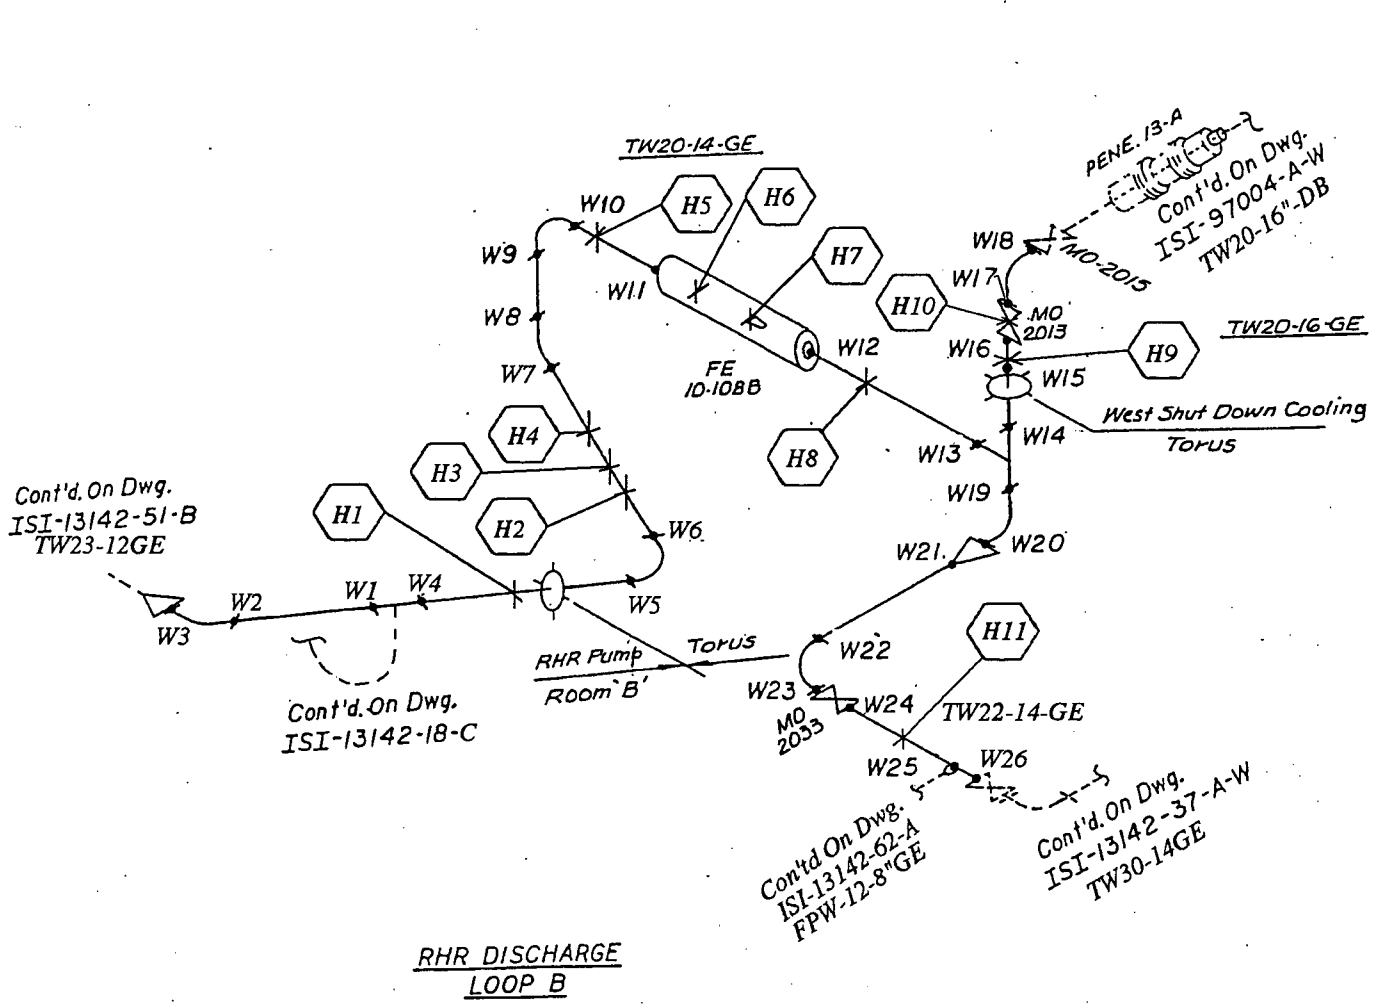 PENE. 13-A
Cont'd. On Dwg.
ISI-97004-A-W
TW20-16"-DB
TW20-14-GE
H5
H6
H7
W10
W9
W11
W8
W7
W18
MO-2015
W17
H10
MO
2013
TW20-16-GE
W16
H9
W12
FE
10-108B
W15
West Shut Down Cooling
Torus
W14
H4
H3
H8
W13
W19
Cont'd. On Dwg.
ISI-13142-51-B
TW23-12GE
H1
H2
W6
W20
W21
W1
W4
W5
W2
W3
H11
RHR Pump
Room 'B'
Torus
W22
W23
W24
MO
2033
TW22-14-GE
Cont'd. On Dwg.
ISI-13142-18-C
W25
W26
Con'td On Dwg.
ISI-13142-62-A
FPW-12-8"GE
Cont'd. On Dwg.
ISI-13142-37-A-W
TW30-14GE
RHR DISCHARGE
LOOP B